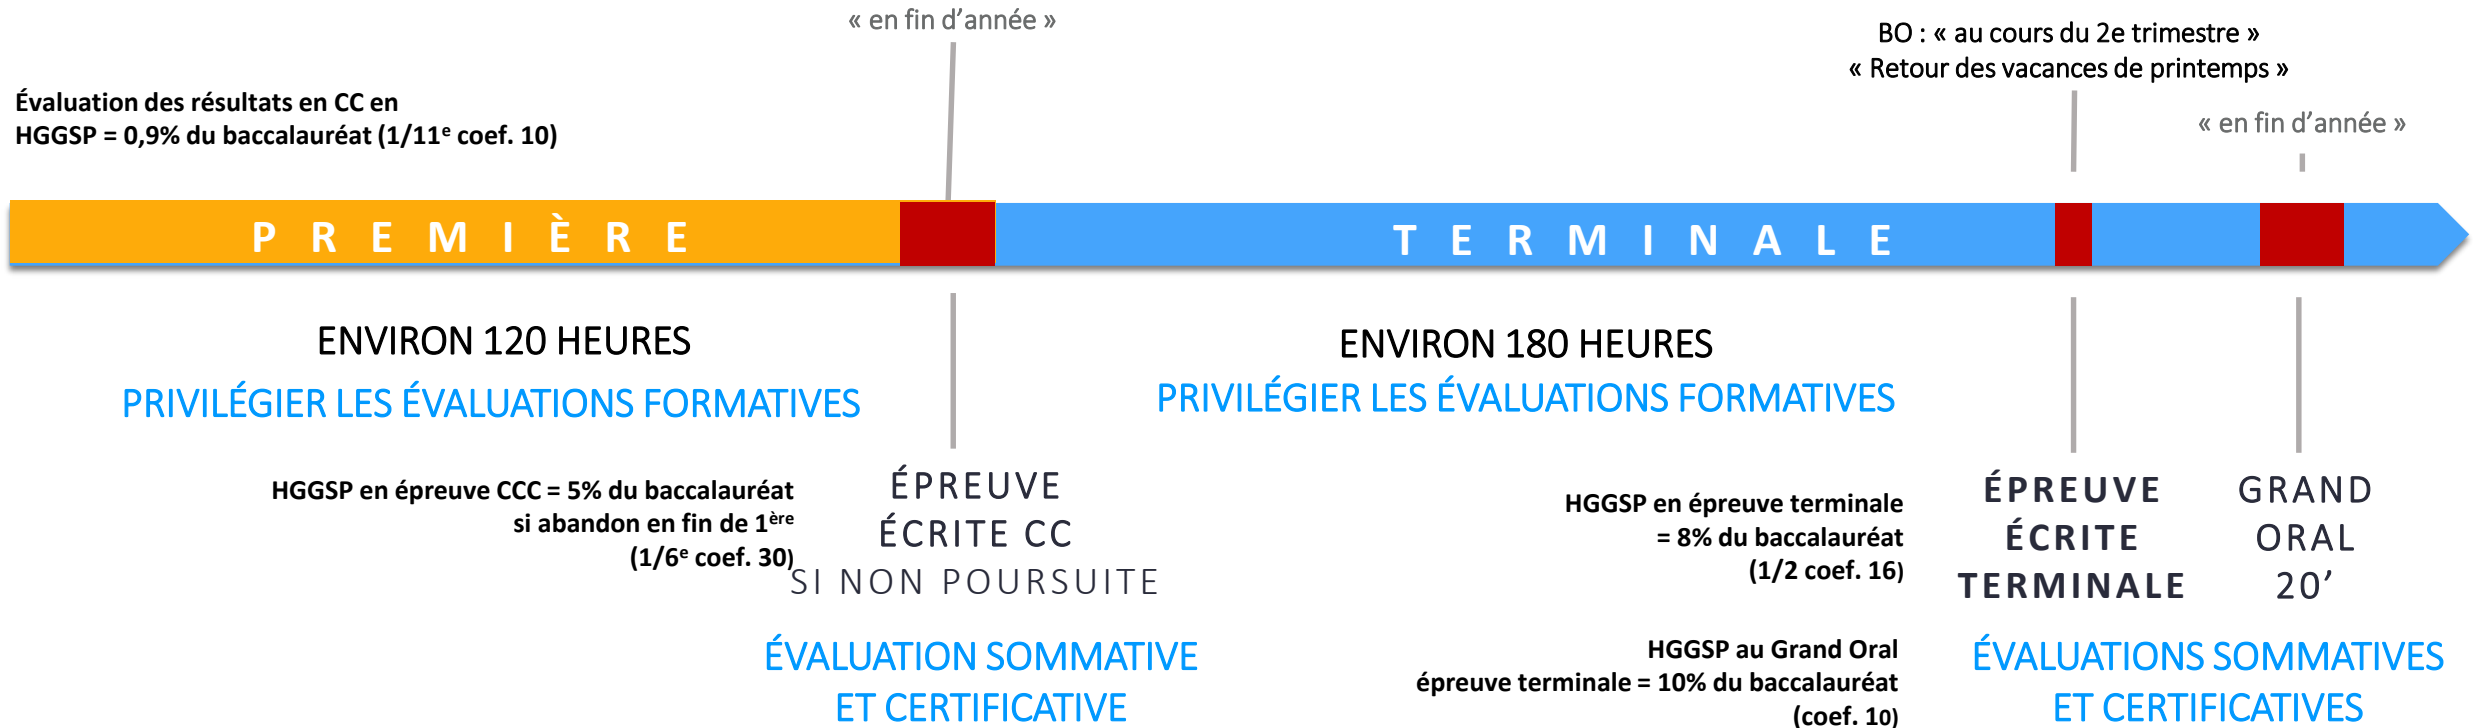 « en fin d’année »
BO : « au cours du 2e trimestre »
« Retour des vacances de printemps »
« en fin d’année »
Évaluation des résultats en CC en
HGGSP = 0,9% du baccalauréat (1/11e coef. 10)
PREMIÈRE
TERMINALE
ENVIRON 120 HEURES
PRIVILÉGIER LES ÉVALUATIONS FORMATIVES
ENVIRON 180 HEURES
PRIVILÉGIER LES ÉVALUATIONS FORMATIVES
HGGSP en épreuve CCC = 5% du baccalauréat
si abandon en fin de 1ère
(1/6e coef. 30)
ÉPREUVE
ÉCRITE CC
SI NON POURSUITE
ÉVALUATION SOMMATIVE
ET CERTIFICATIVE
HGGSP en épreuve terminale
= 8% du baccalauréat
(1/2 coef. 16)
HGGSP au Grand Oral
épreuve terminale = 10% du baccalauréat
(coef. 10)
ÉPREUVE
ÉCRITE
TERMINALE
GRAND
ORAL
20’
ÉVALUATIONS SOMMATIVES
ET CERTIFICATIVES